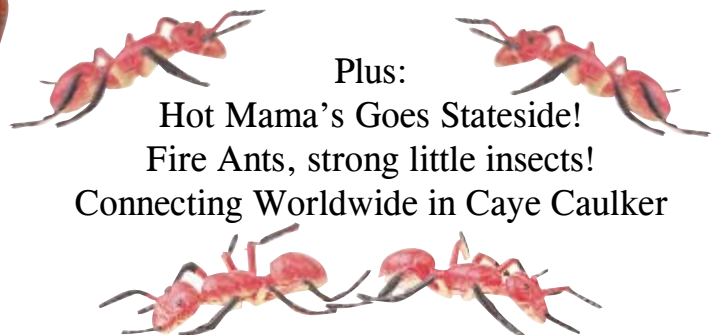 Plus:
Hot Mama’s Goes Stateside!
Fire Ants, strong little insects!
Connecting Worldwide in Caye Caulker